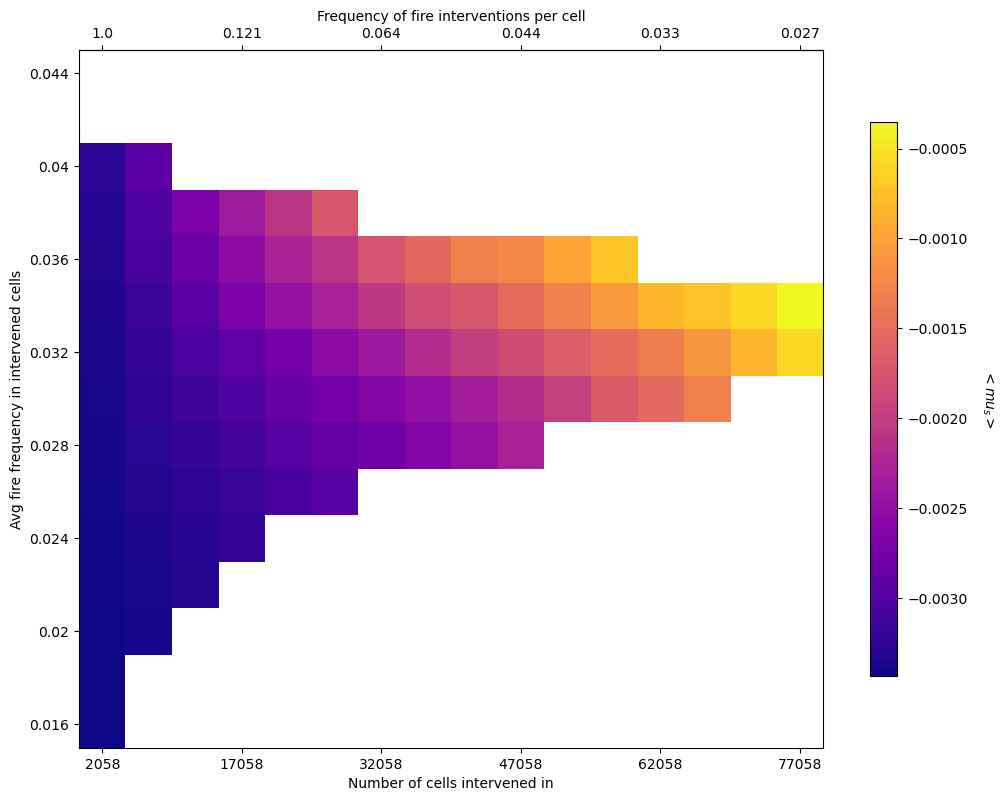 Frequency of fire interventions per cell
1.0 0.121 0.064 0.044 0.033 0.027
Avg fire frequency in intervened cells
0.044
0.04
0.036
0.032
0.028
0.024
0.02
0.016
2058 17058 32058 47058 62058 77058
Number of cells intervened in
−0.0005
−0.0010
−0.0015
−0.0020
−0.0025
−0.0030
< mu_s >